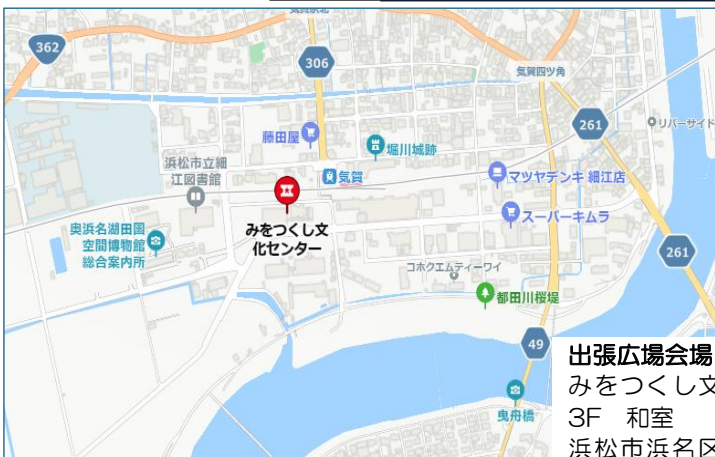 362
306
気賀四ツ角
261
リバーサイド
藤田屋
堀川城跡
浜松市立細
江図書館
気賀
マツヤデンキ 細江店
スーパーキムラ
みをつくし文
化センター
奥浜名湖田園
空間博物館
総合案内所
261
コホクエムティーワイ
都田川桜堤
49
曳舟橋
出張広場会場
みをつくし文
3F 和室
浜松市浜名区